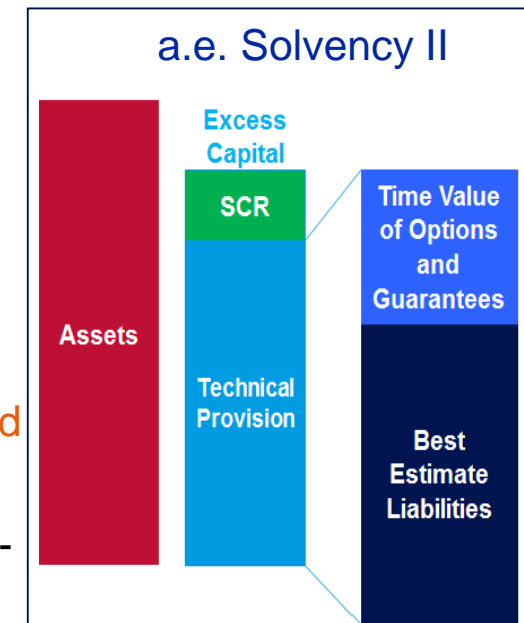 a.e. Solvency II
Excess
Capital
SCR
Assets
Technical
Provision
Time Value
of Options
and
Guarantees
Best
Estimate
Liabilities
d
-